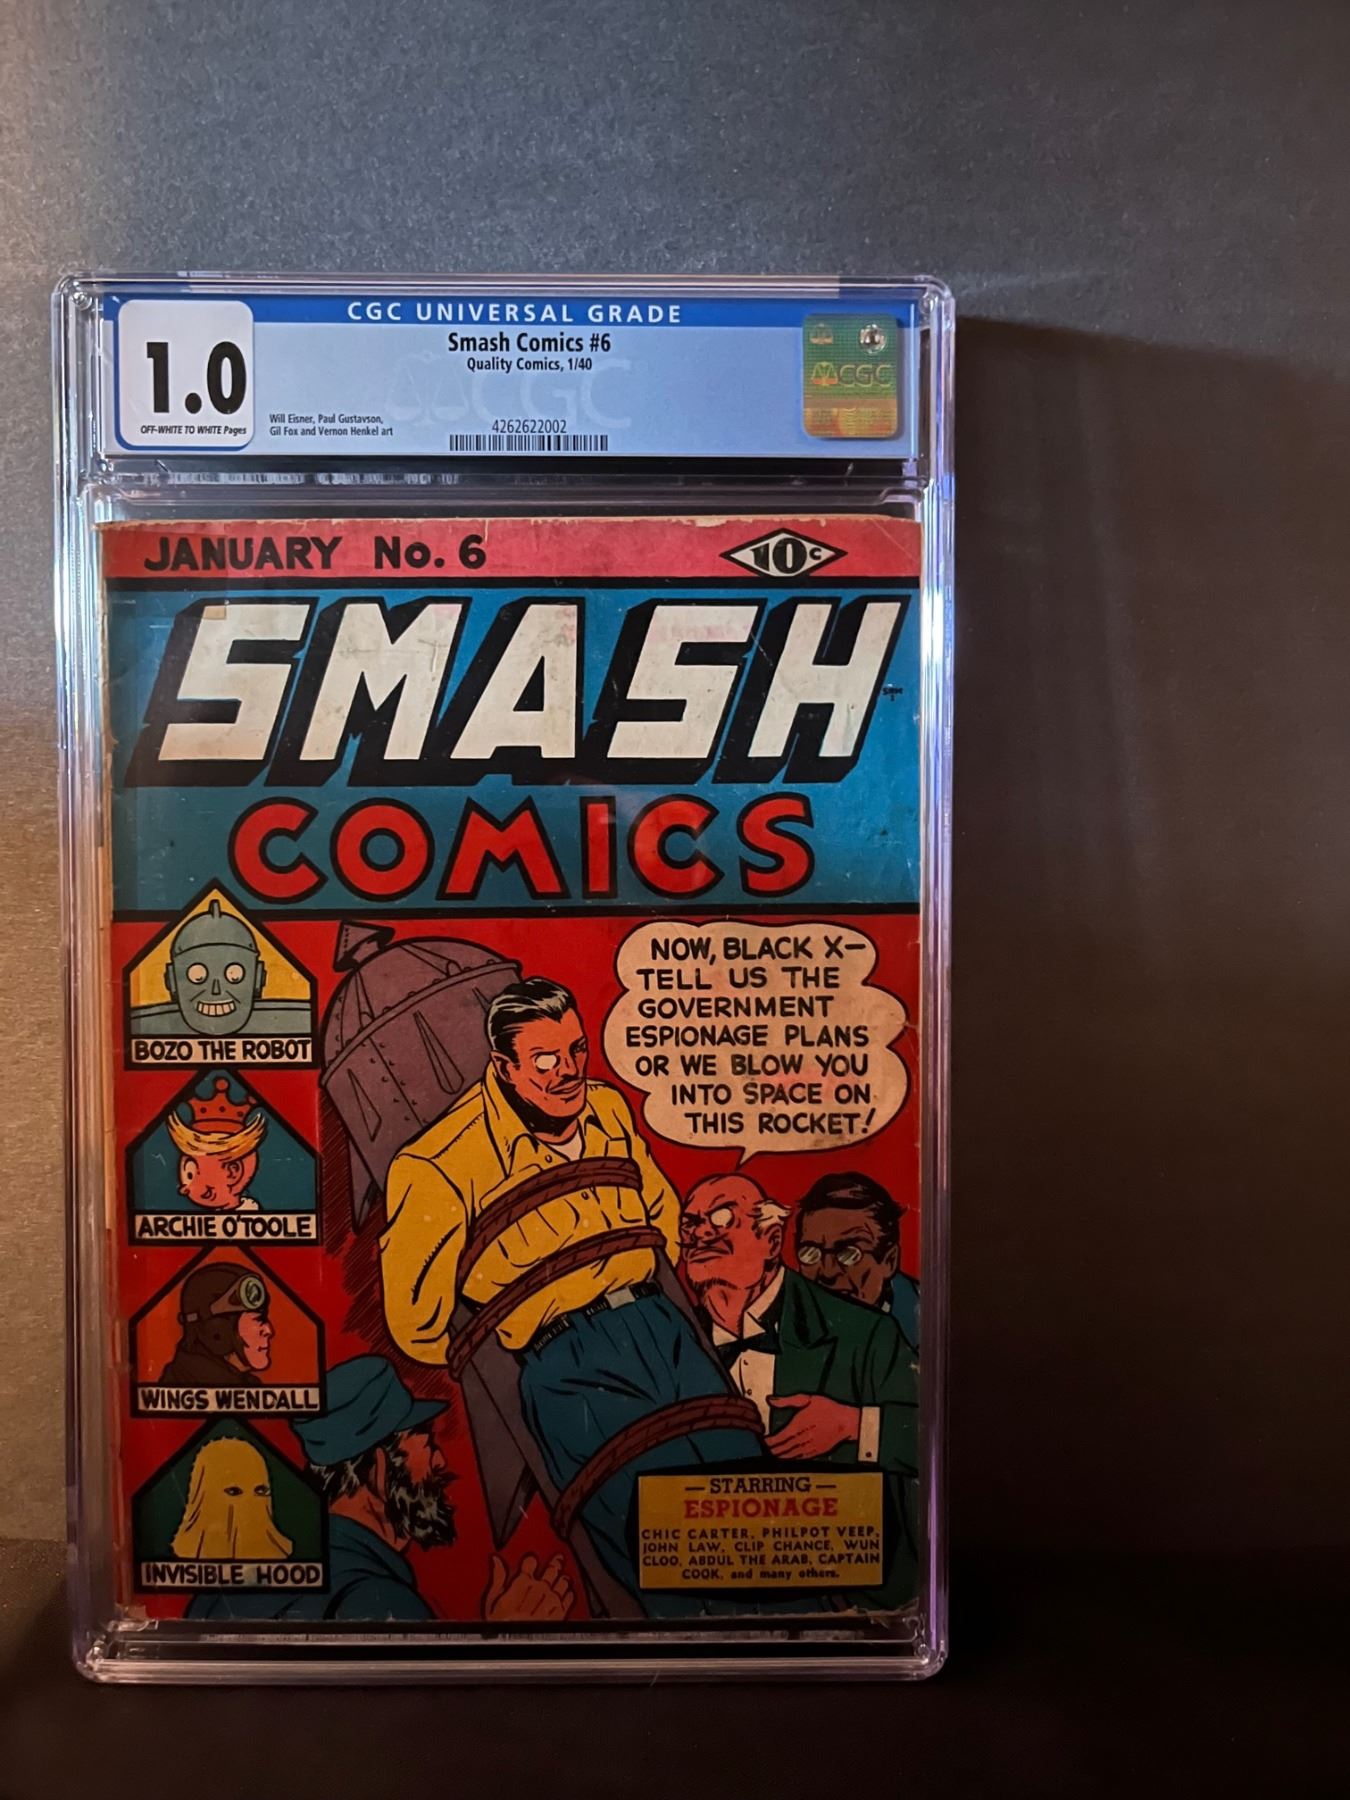 CGC UNIVERSAL GRADE
1.0
OFF-WHITE TO WHITE Pages
Smash Comics #6
Quality Comics, 1/40
Will Eisner, Paul Gustavson,
Gil Fox and Vernon Henkel art
4262622002
CGC
CGC
JANUARY No. 6
10c
SMASH
COMICS
NOW, BLACK X—
TELL US THE
GOVERNMENT
ESPIONAGE PLANS
OR WE BLOW YOU
INTO SPACE ON
THIS ROCKET!
BOZO THE ROBOT
ARCHIE O'TOOLE
WINGS WENDALL
INVISIBLE HOOD
— STARRING —
ESPIONAGE
CHIC CARTER, PHILPOT VEEP,
JOHN LAW, CLIP CHANCE, WUN
CLOO, ABDUL THE ARAB, CAPTAIN
COOK, and many others.